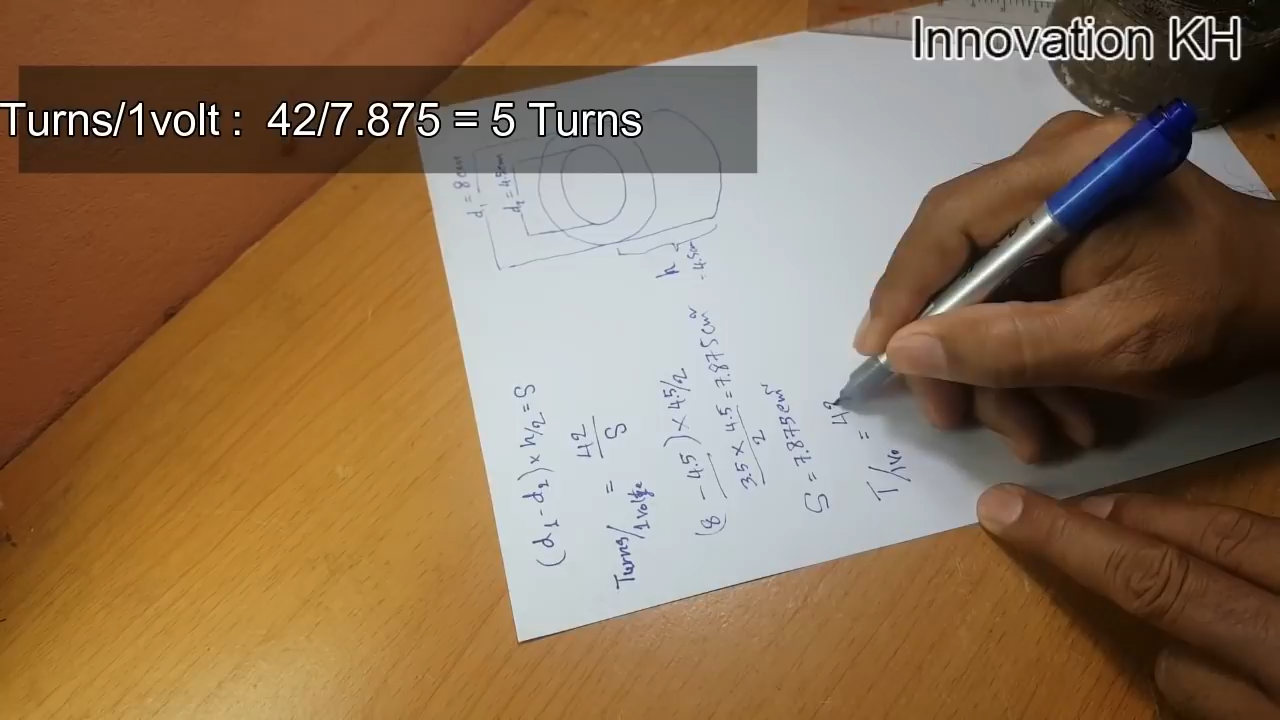 Innovation KH
Turns/1volt : 42/7.875 = 5 Turns
d₁ = 8cm
d₂ = 4.5cm
h
= 4.5cm
(d₁ - d₂) × h/2 = S
Turns/1volt = 42/S
(8 - 4.5) × 4.5/2
3.5 × 4.5/2 = 7.875cm²
S = 7.875cm²
T/1v = 42